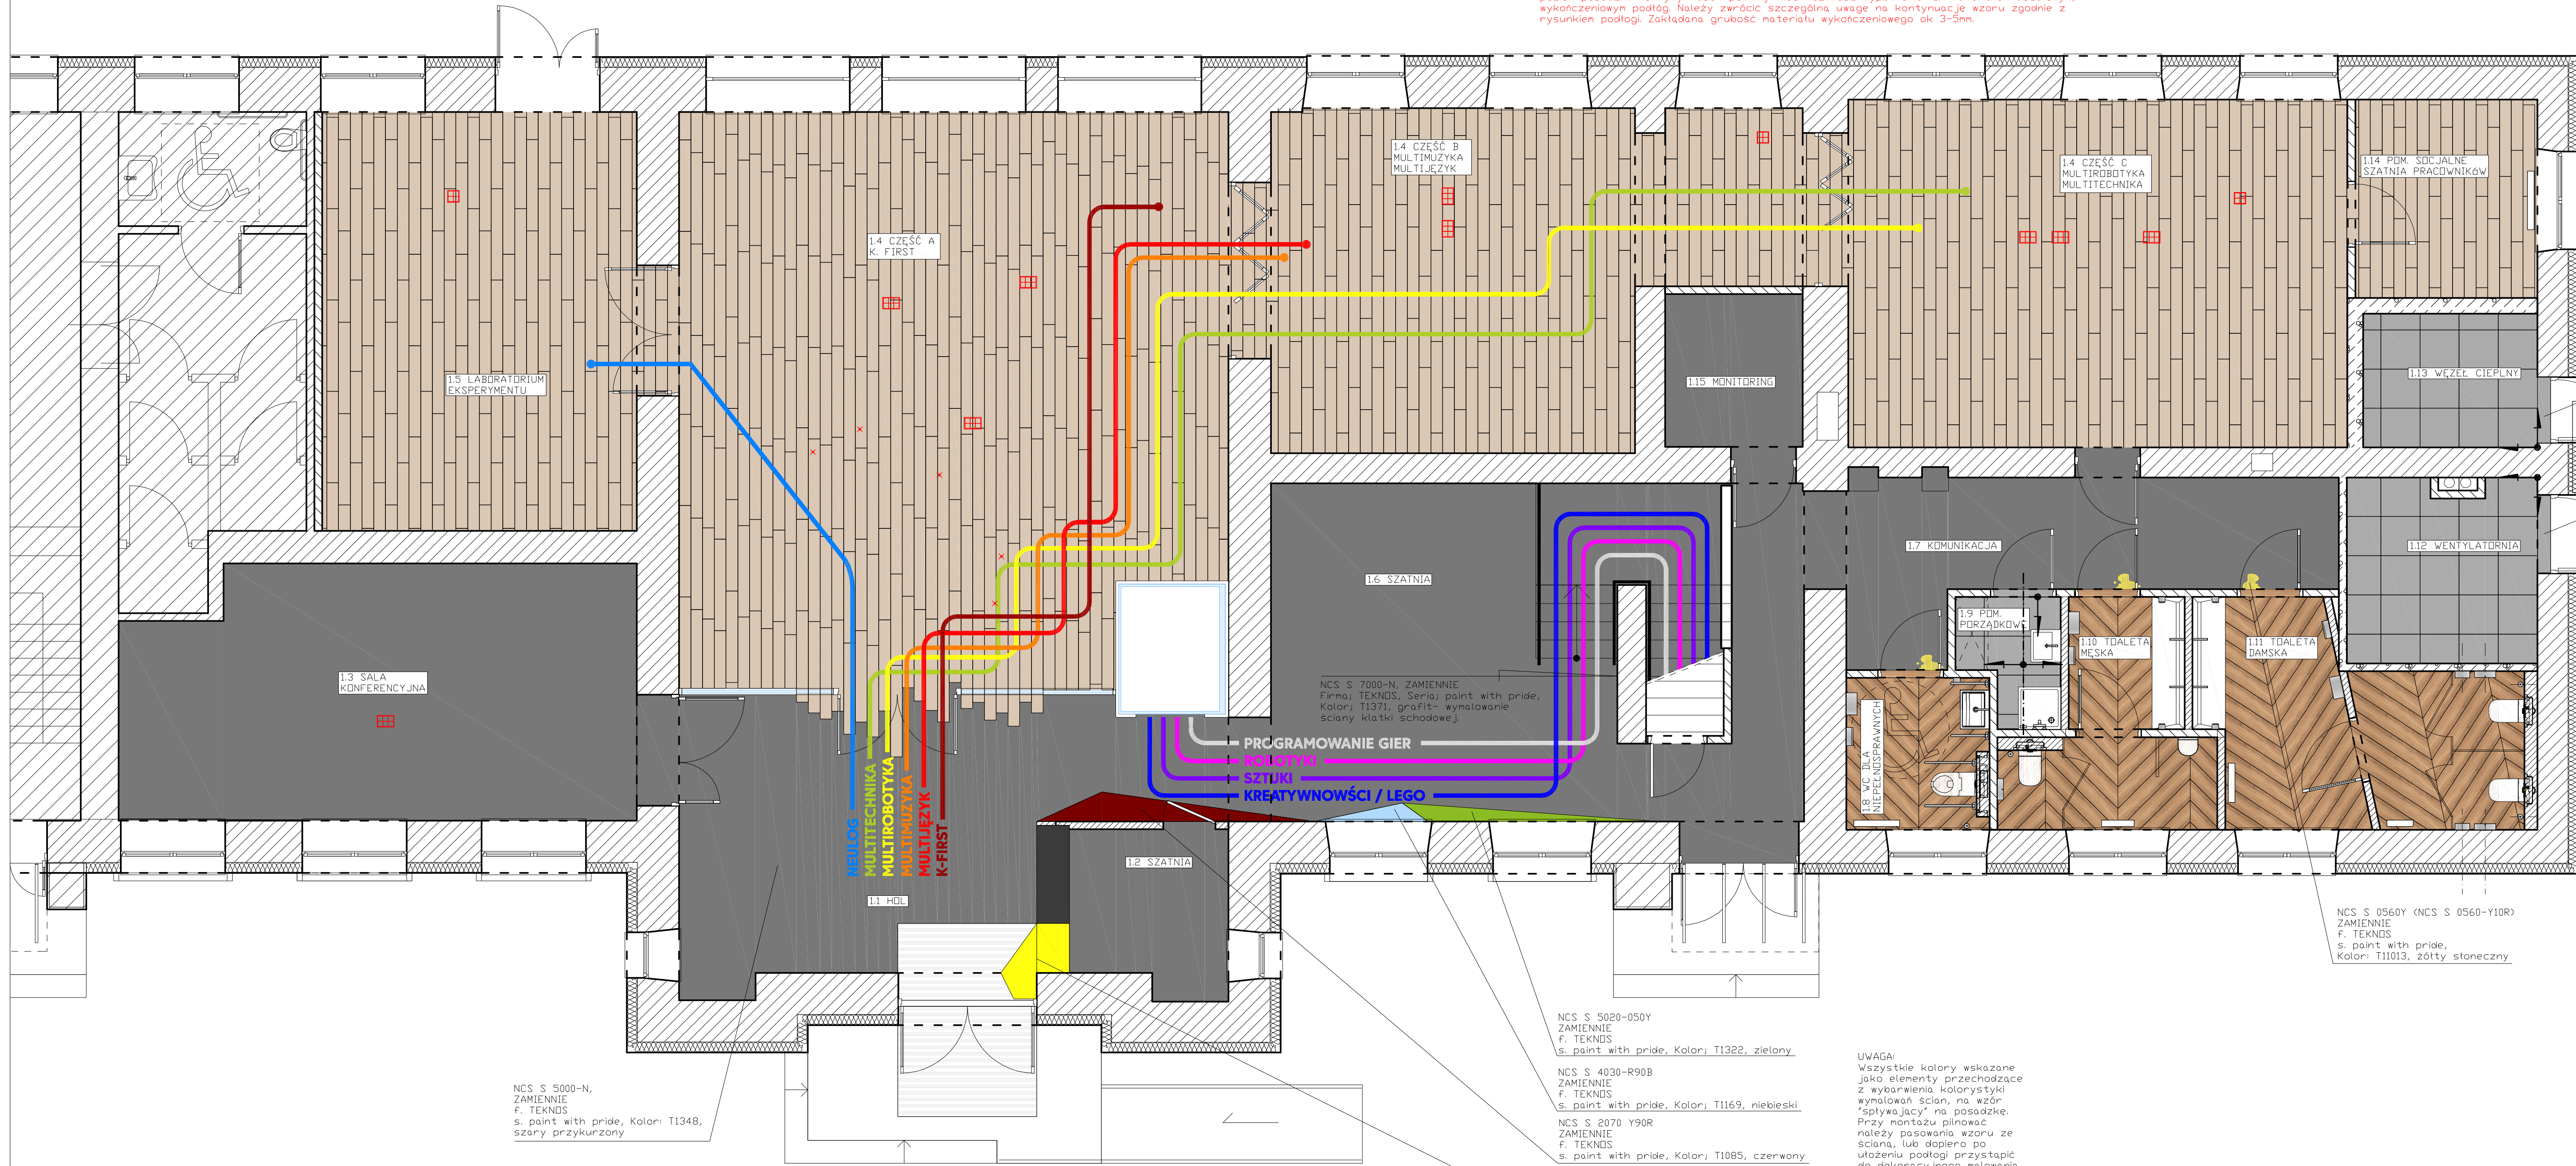 wykończeniowym podłóg. Należy zwrócić szczególną uwagę na kontynuację wzoru zgodnie z
rysunkiem podłogi. Zakładana grubość materiału wykończeniowego ok 3-5mm.
1.4 CZĘŚĆ B
MULTIMUZYKA
MULTIJĘZYK
1.4 CZĘŚĆ C
MULTIROBOTYKA
MULTITECHNIKA
1.14 POM. SOCJALNE
SZATNIA PRACOWNIKÓW
1.4 CZĘŚĆ A
K. FIRST
1.5 LABORATORIUM
EKSPERYMENTU
1.15 MONITORING
1.13 WĘZEŁ CIEPLNY
1.7 KOMUNIKACJA
1.12 WENTYLATORNIA
1.6 SZATNIA
1.9 POM.
PORZĄDKOWE
1.10 TOALETA
MĘSKA
1.11 TOALETA
DAMSKA
1.3 SALA
KONFERENCYJNA
NCS S 7000-N, ZAMIENNIE
Firma; TEKNOS, Seria; paint with pride,
Kolor; T1371, grafit- wymalowanie
ściany klatki schodowej.
1.8 WC DLA
NIEPEŁNOSPRAWNYCH
PROGRAMOWANIE GIER
ROBOTYKI
SZTUKI
KREATYWNOWŚCI / LEGO
NEULOG
MULTITECHNIKA
MULTIROBOTYKA
MULTIMUZYKA
MULTIJĘZYK
K-FIRST
1.2 SZATNIA
1.1 HOL
NCS S 0560Y (NCS S 0560-Y10R)
ZAMIENNIE
f. TEKNOS
s. paint with pride,
Kolor: T11013, żółty słoneczny
NCS S 5020-050Y
ZAMIENNIE
f. TEKNOS
s. paint with pride, Kolor; T1322, zielony
NCS S 4030-R90B
ZAMIENNIE
f. TEKNOS
s. paint with pride, Kolor; T1169, niebieski
NCS S 2070 Y90R
ZAMIENNIE
f. TEKNOS
s. paint with pride, Kolor; T1085, czerwony
NCS S 5000-N,
ZAMIENNIE
f. TEKNOS
s. paint with pride, Kolor: T1348,
szary przykurzony
UWAGA:
Wszystkie kolory wskazane
jako elementy przechodzące
z wybarwienia kolorystyki
wymalowań ścian, na wzór
"spływający" na posadzkę.
Przy montażu pilnować
należy pasowania wzoru ze
ścianą, lub dopiero po
ułożeniu podłogi przystąpić
do dekoracyjnego malowania